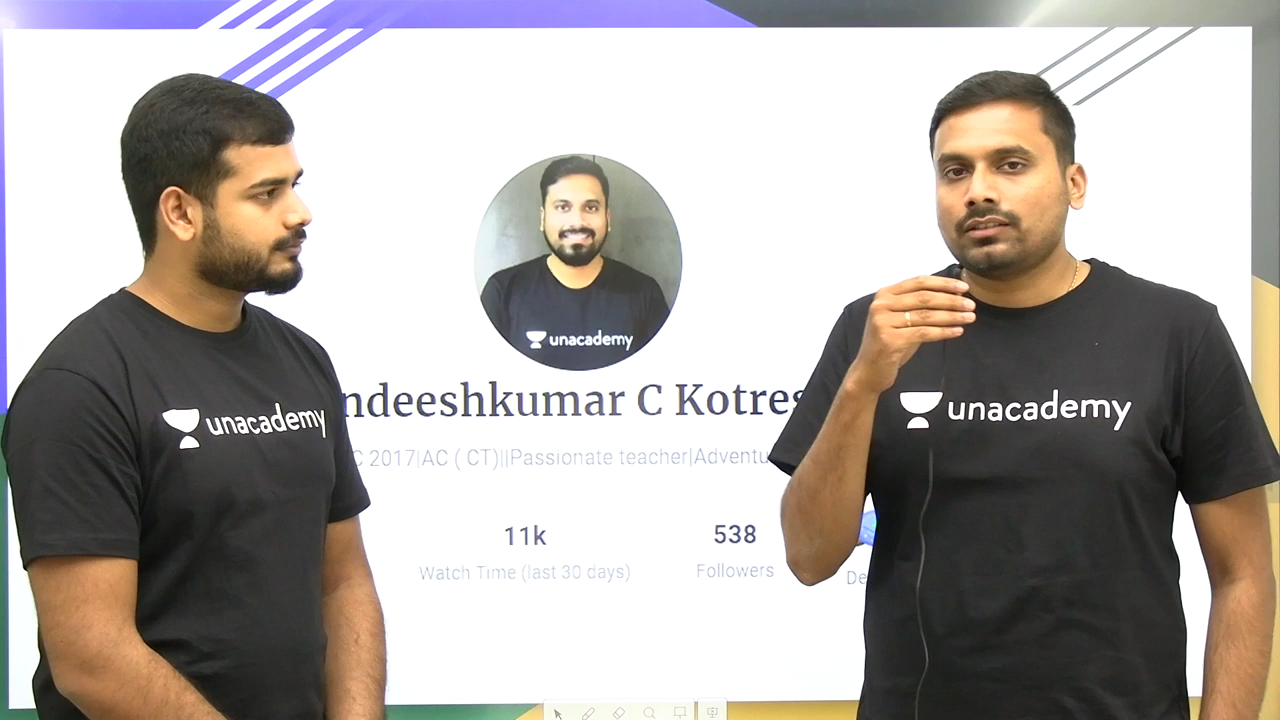 unacademy
ndeeshkumar C Kotres
C 2017|AC ( CT)||Passionate teacher|Adventu
unacademy
unacademy
11k
538
Watch Time (last 30 days)
Followers
De